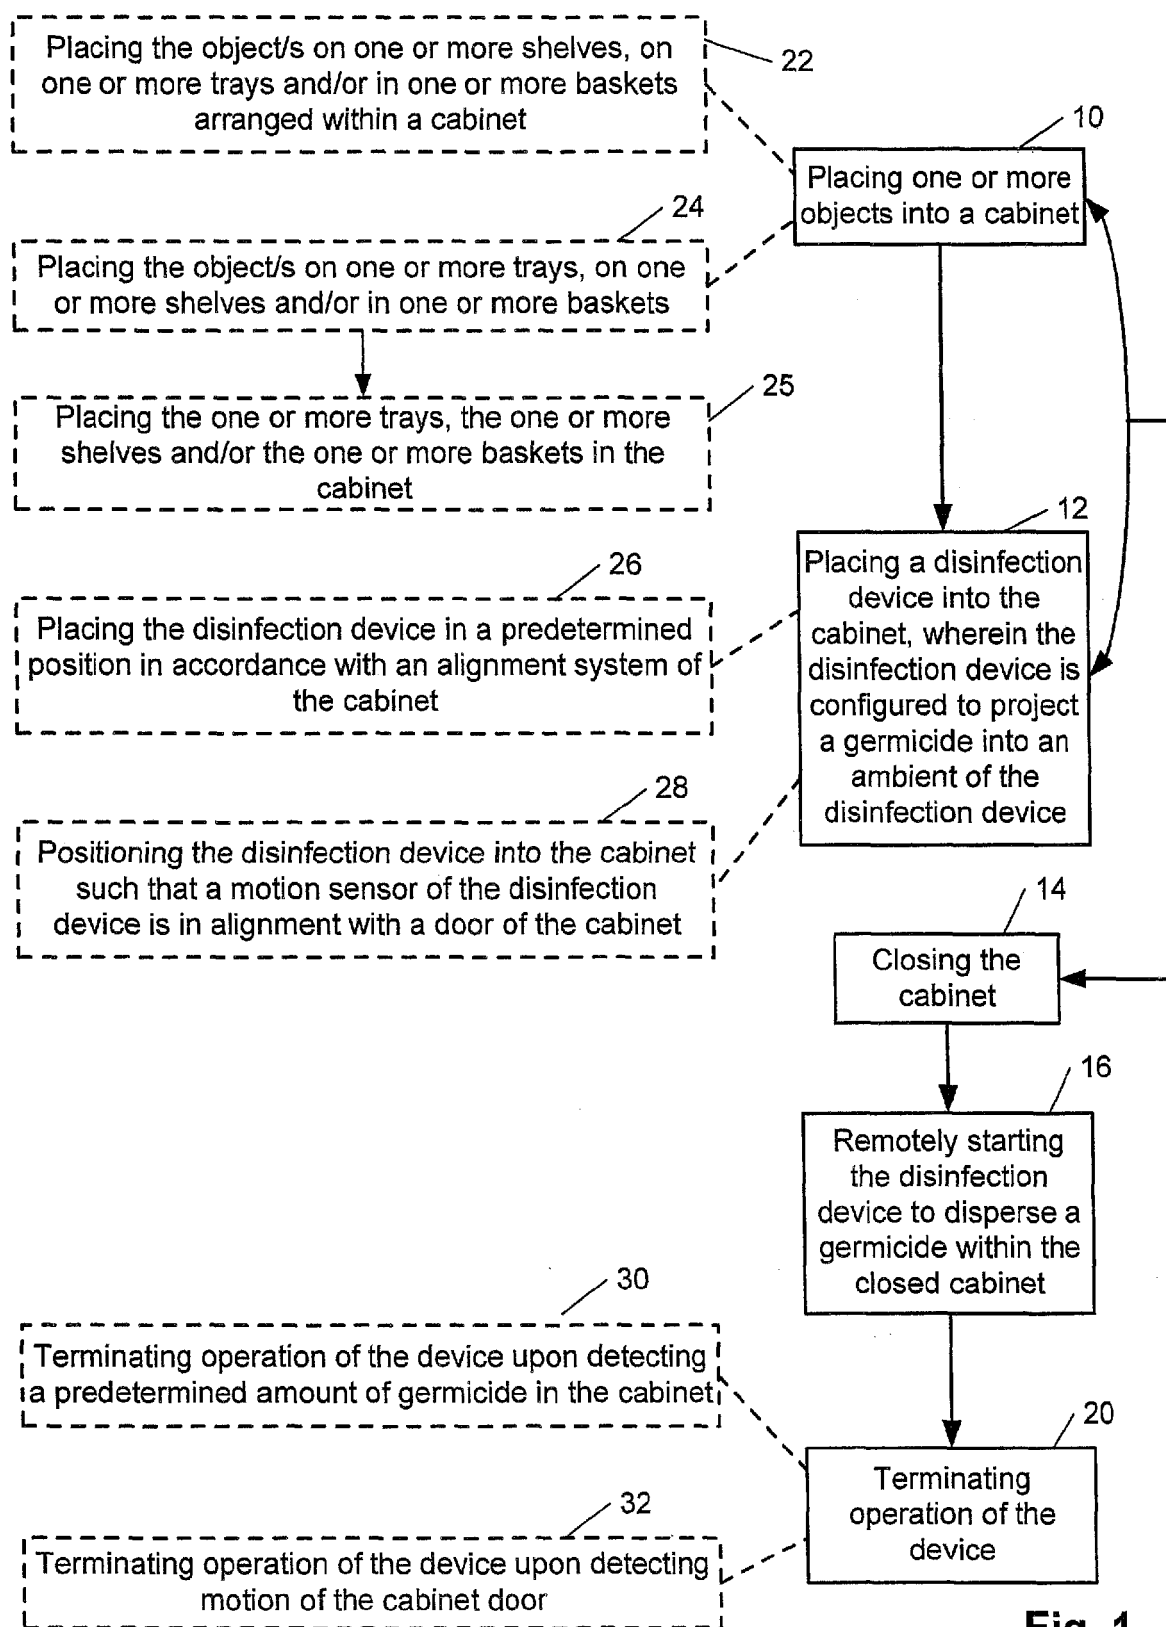 Placing the object/s on one or more shelves, on
one or more trays and/or in one or more baskets
arranged within a cabinet
22
10
Placing one or more
objects into a cabinet
24
Placing the object/s on one or more trays, on one
or more shelves and/or in one or more baskets
25
Placing the one or more trays, the one or more
shelves and/or the one or more baskets in the
cabinet
12
Placing a disinfection
device into the
cabinet, wherein the
disinfection device is
configured to project
a germicide into an
ambient of the
disinfection device
26
Placing the disinfection device in a predetermined
position in accordance with an alignment system of
the cabinet
28
Positioning the disinfection device into the cabinet
such that a motion sensor of the disinfection
device is in alignment with a door of the cabinet
14
Closing the
cabinet
16
Remotely starting
the disinfection
device to disperse a
germicide within the
closed cabinet
30
Terminating operation of the device upon detecting
a predetermined amount of germicide in the cabinet
20
Terminating
operation of the
device
32
Terminating operation of the device upon detecting
motion of the cabinet door
Fig. 1